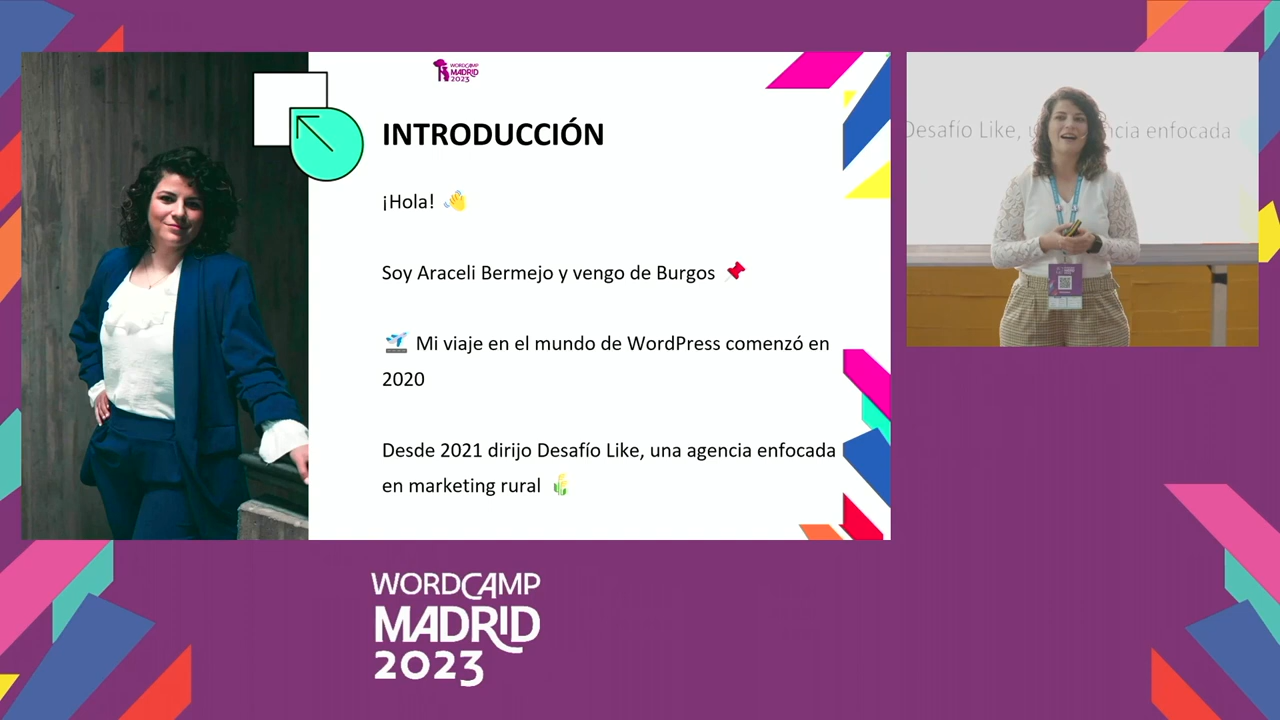 WORDCAMP
MADRID
2023
INTRODUCCIÓN
¡Hola! 👋
Soy Araceli Bermejo y vengo de Burgos 📌
🛫 Mi viaje en el mundo de WordPress comenzó en
2020
Desde 2021 dirijo Desafío Like, una agencia enfocada
en marketing rural 🌽
Desafío Like, enfocada
WORDCAMP
MADRID
2023